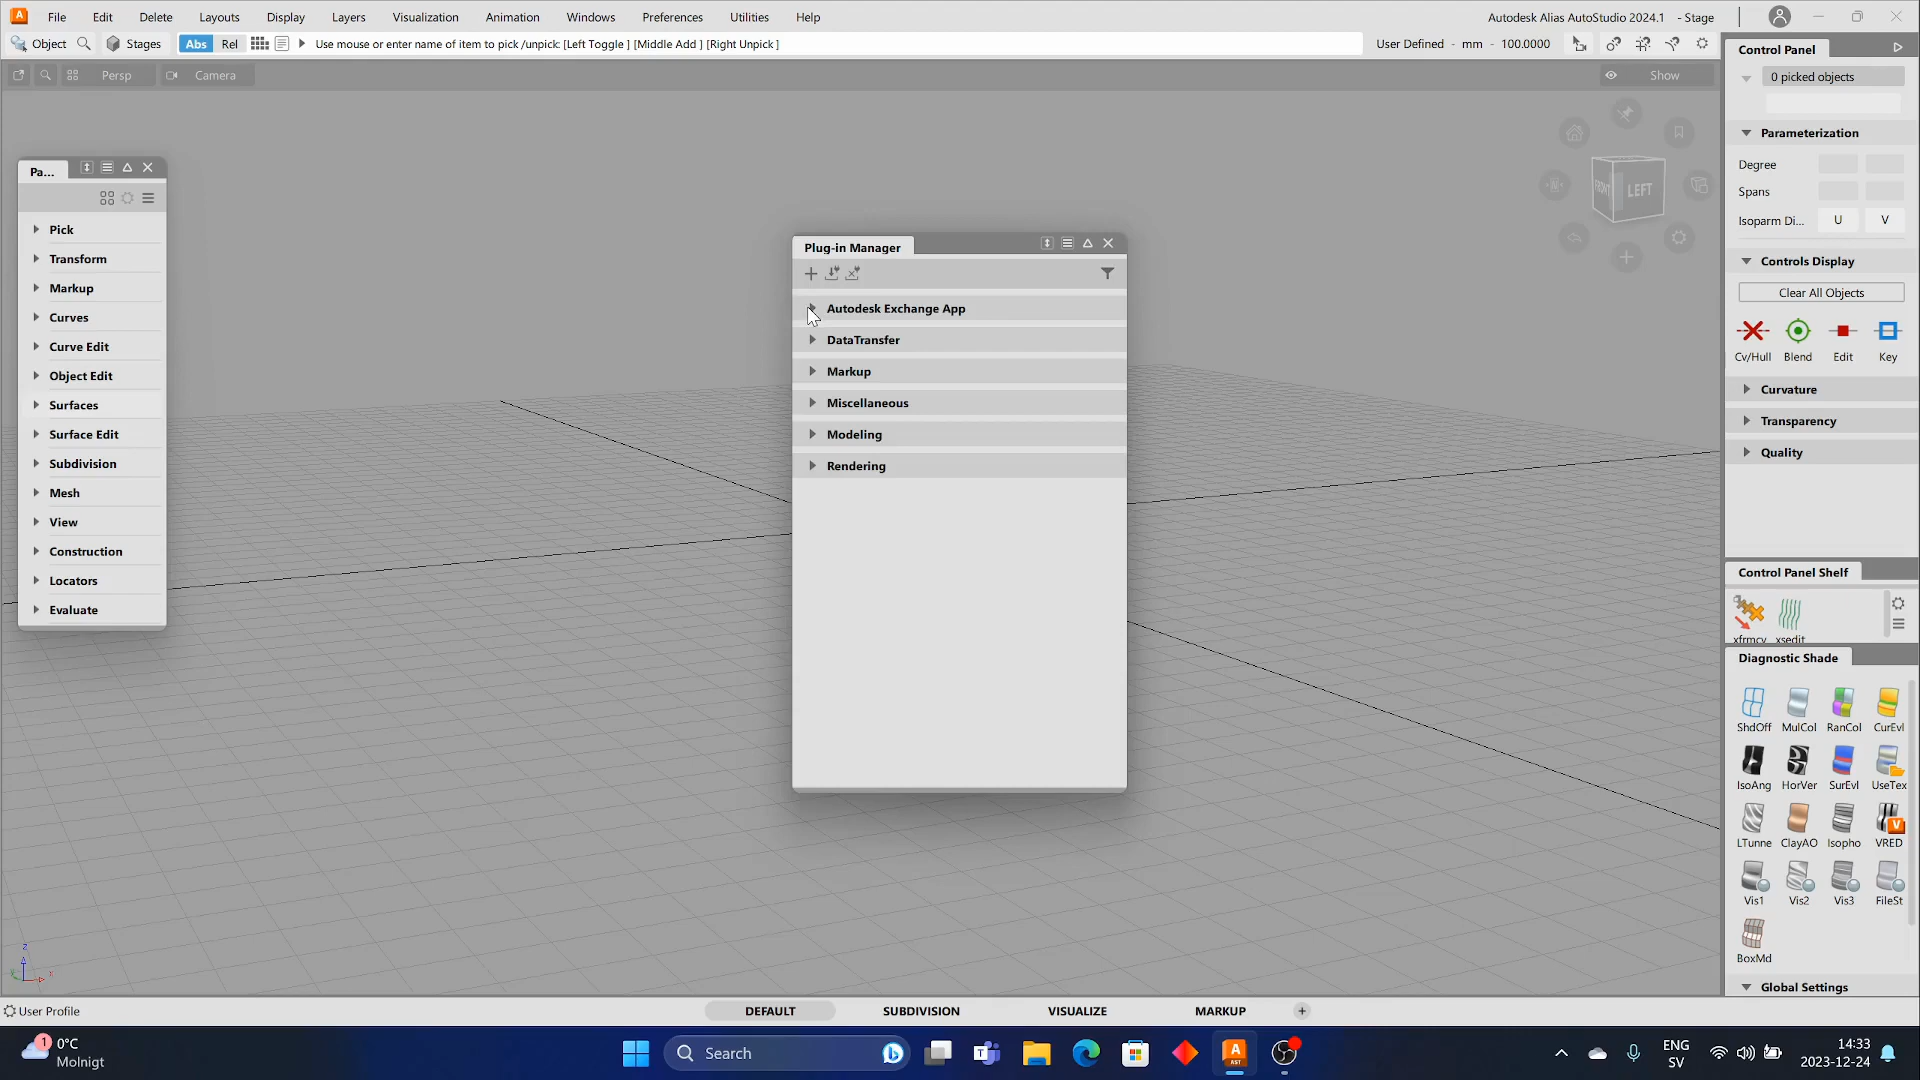 File Edit Delete Layouts Display Layers Visualization Animation Windows Preferences Utilities Help Autodesk Alias AutoStudio 2024.1 - Stage
Object Stages Abs Rel Use mouse or enter name of item to pick /unpick: [Left Toggle ] [Middle Add ] [Right Unpick ] User Defined - mm - 100.0000
Persp Camera Show
Pa...
Pick
Transform
Markup
Curves
Curve Edit
Object Edit
Surfaces
Surface Edit
Subdivision
Mesh
View
Construction
Locators
Evaluate
Plug-in Manager
Autodesk Exchange App
DataTransfer
Markup
Miscellaneous
Modeling
Rendering
FRONT LEFT
Control Panel
0 picked objects
Parameterization
Degree
Spans
Isoparm Di... U V
Controls Display
Clear All Objects
Cv/Hull Blend Edit Key
Curvature
Transparency
Quality
Control Panel Shelf
xfrmcv xsedit
Diagnostic Shade
ShdOff MulCol RanCol CurEvl
IsoAng HorVer SurEvl UseTex
LTunne ClayAO Isopho VRED
Vis1 Vis2 Vis3 FileSt
BoxMd
Global Settings
User Profile DEFAULT SUBDIVISION VISUALIZE MARKUP +
1 0°C
Molnigt
Search
ENG
SV
14:33
2023-12-24